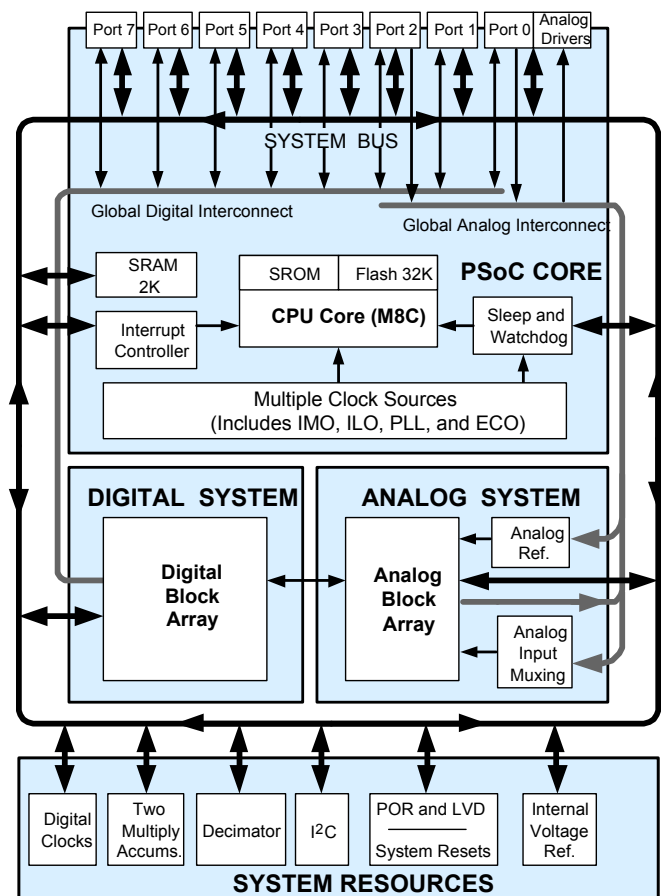 Port 7 Port 6 Port 5 Port 4 Port 3 Port 2 Port 1 Port 0 Analog
Drivers
SYSTEM BUS
Global Digital Interconnect
Global Analog Interconnect
SRAM
2K
SROM
Flash 32K
PSoC CORE
CPU Core (M8C)
Interrupt
Controller
Sleep and
Watchdog
Multiple Clock Sources
(Includes IMO, ILO, PLL, and ECO)
DIGITAL SYSTEM
Digital
Block
Array
ANALOG SYSTEM
Analog
Block
Array
Analog
Ref.
Analog
Input
Muxing
Digital
Clocks
Two
Multiply
Accums.
Decimator
I²C
POR and LVD
System Resets
Internal
Voltage
Ref.
SYSTEM RESOURCES